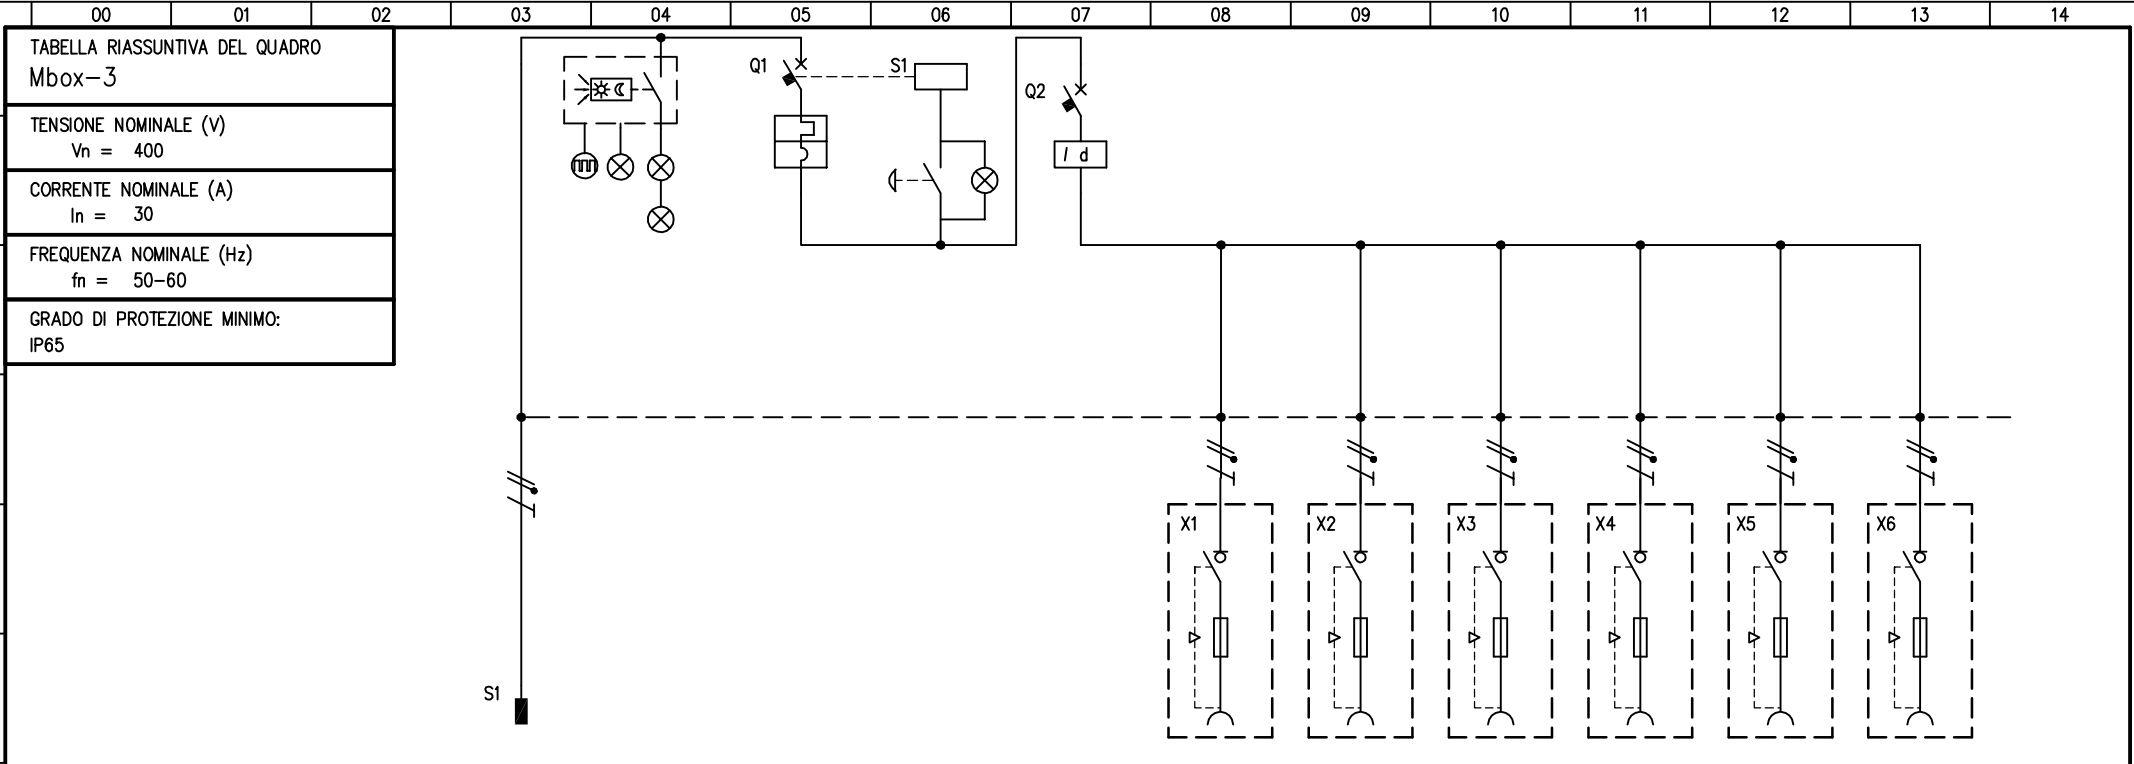 00 01 02 03 04 05 06 07 08 09 10 11 12 13 14
TABELLA RIASSUNTIVA DEL QUADRO
Mbox-3
TENSIONE NOMINALE (V)
Vn = 400
CORRENTE NOMINALE (A)
In = 30
FREQUENZA NOMINALE (Hz)
fn = 50-60
GRADO DI PROTEZIONE MINIMO:
IP65
Q1 S1
Q2
I d
X1 X2 X3 X4 X5 X6
S1